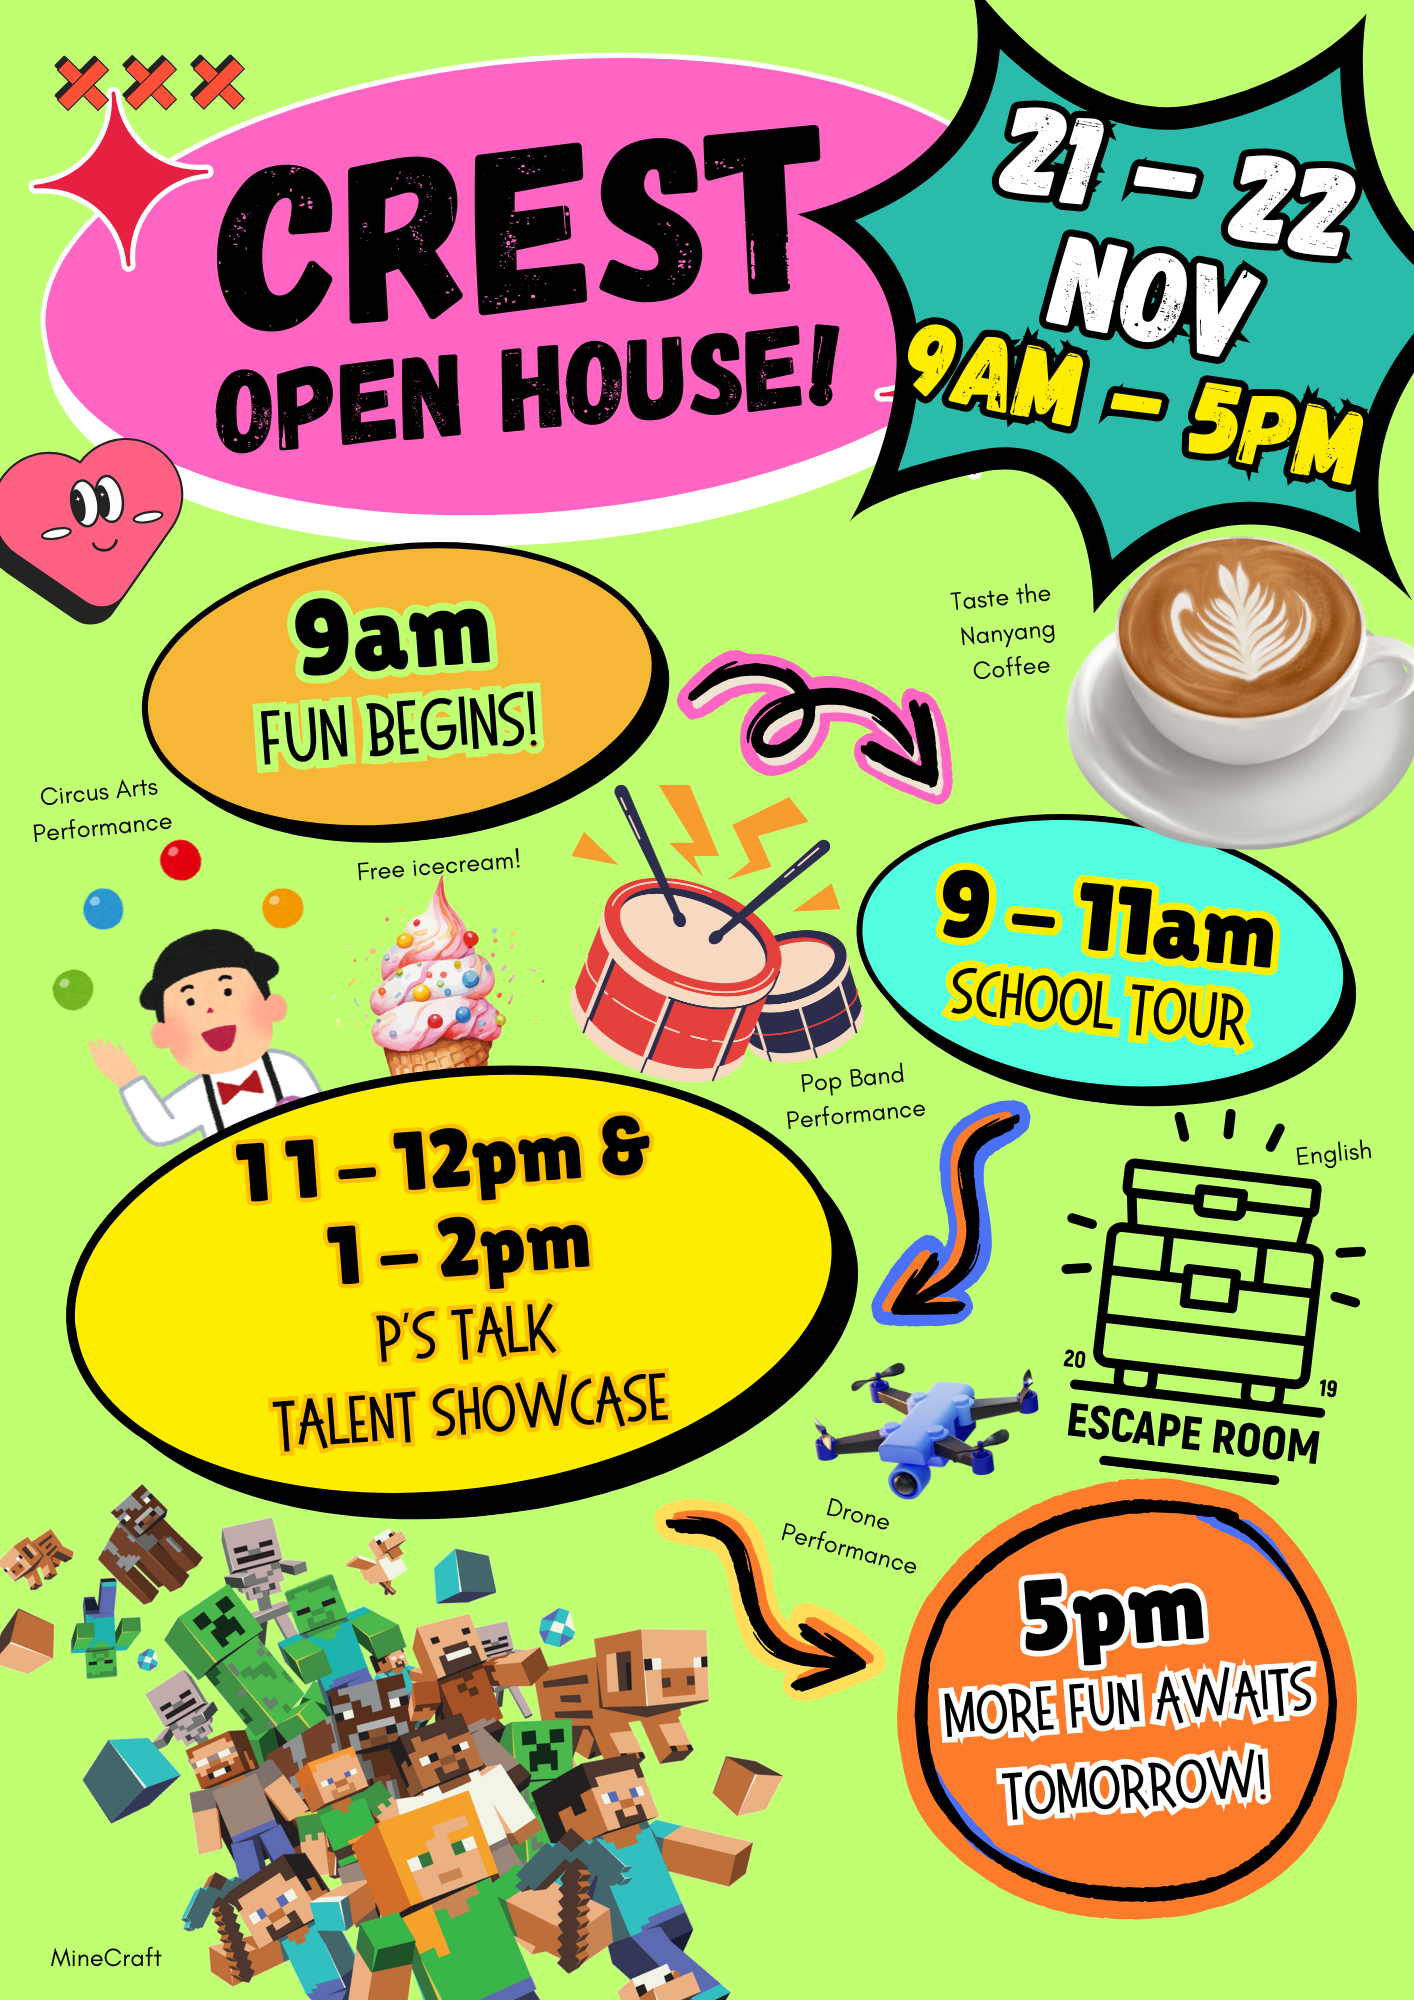 CREST
OPEN HOUSE!
21 – 22
NOV
9AM – 5PM
9am
FUN BEGINS!
Taste the
Nanyang
Coffee
Circus Arts
Performance
Free icecream!
9 – 11am
SCHOOL TOUR
Pop Band
Performance
11 – 12pm &
1 – 2pm
P'S TALK
TALENT SHOWCASE
English
20
19
ESCAPE ROOM
Drone
Performance
5pm
MORE FUN AWAITS
TOMORROW!
MineCraft